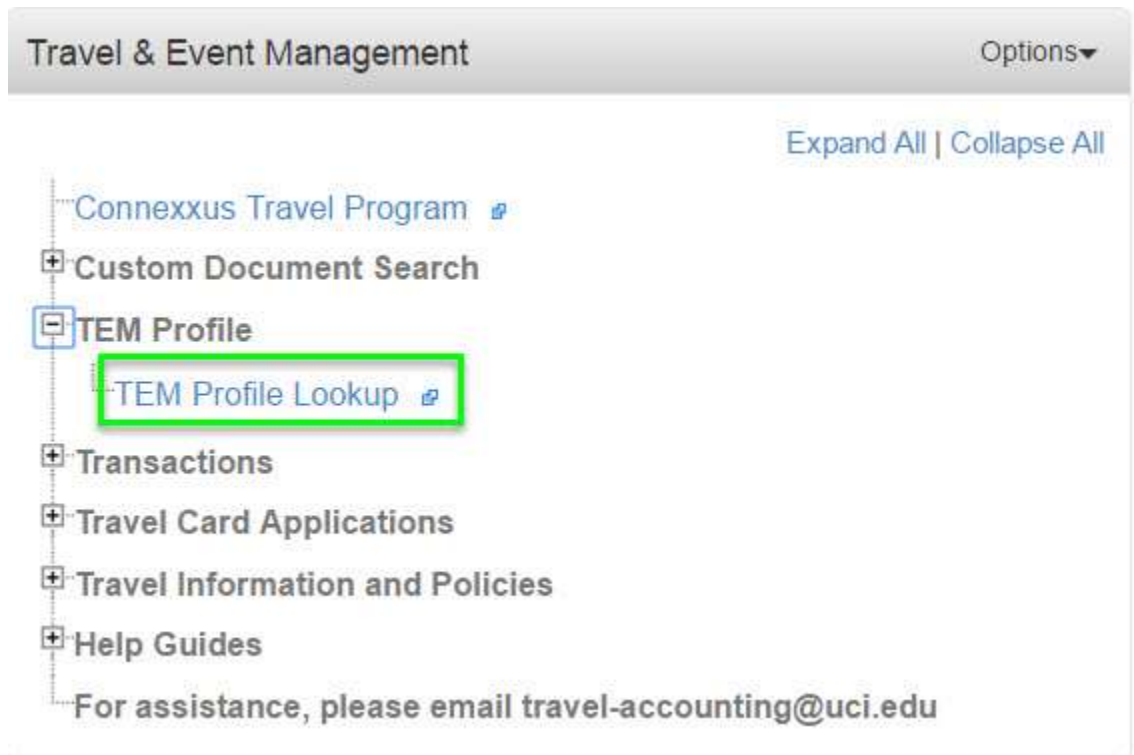 Travel & Event Management Options
Expand All | Collapse All
Connexxus Travel Program
Custom Document Search
TEM Profile
TEM Profile Lookup
Transactions
Travel Card Applications
Travel Information and Policies
Help Guides
For assistance, please email travel-accounting@uci.edu